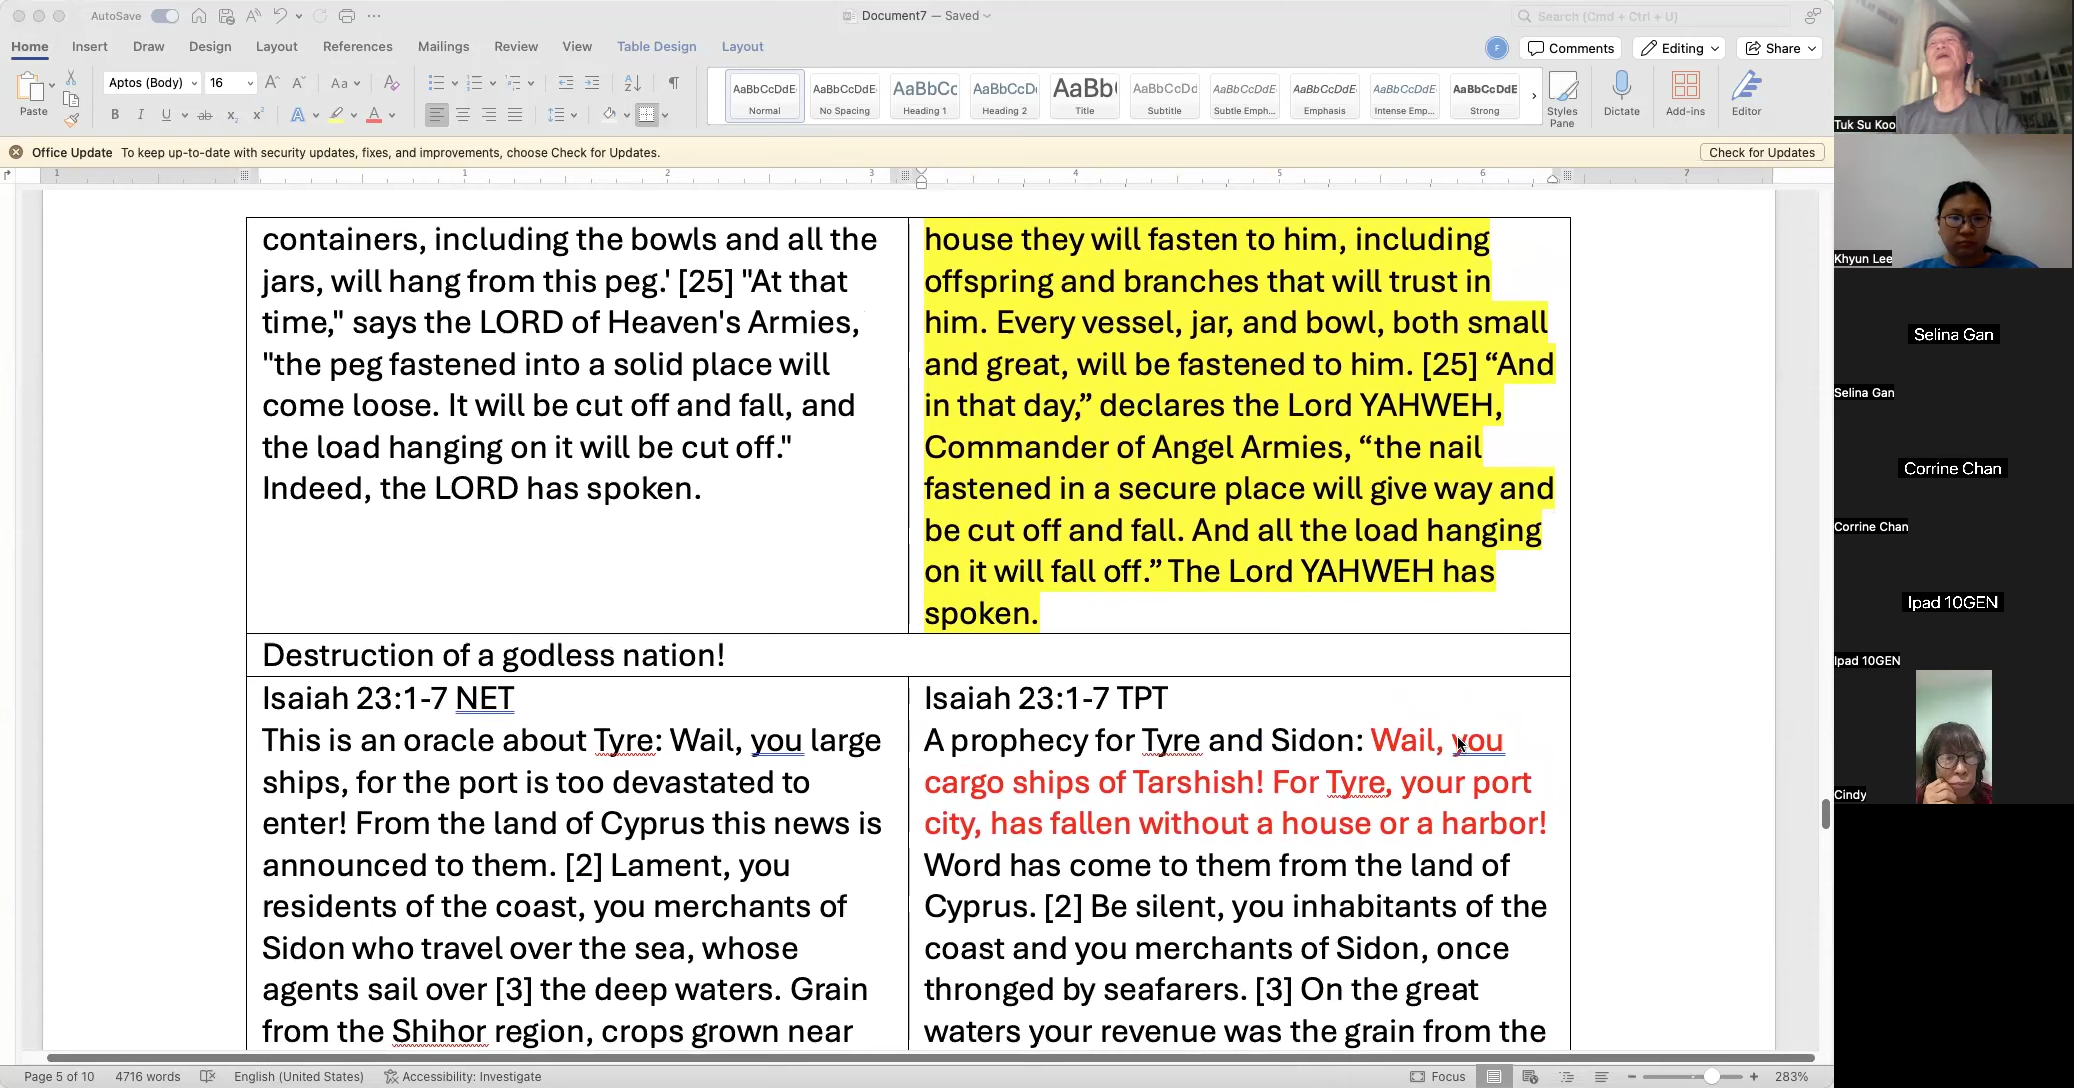 AutoSave
Document7 — Saved
Search (Cmd + Ctrl + U)
Home Insert Draw Design Layout References Mailings Review View Table Design Layout
Comments Editing Share
Paste
Aptos (Body) 16
AaBbCcDdE Normal
AaBbCcDdE No Spacing
AaBbCc Heading 1
AaBbCcD Heading 2
AaBb Title
AaBbCcDd Subtitle
AaBbCcDdE Subtle Emph...
AaBbCcDdE Emphasis
AaBbCcDdE Intense Emp...
AaBbCcDdE Strong
Styles Pane
Dictate
Add-ins
Editor
Office Update To keep up-to-date with security updates, fixes, and improvements, choose Check for Updates.
Check for Updates
1 1 2 3 4 5 6 7
containers, including the bowls and all the
jars, will hang from this peg.' [25] "At that
time," says the LORD of Heaven's Armies,
"the peg fastened into a solid place will
come loose. It will be cut off and fall, and
the load hanging on it will be cut off."
Indeed, the LORD has spoken.
house they will fasten to him, including
offspring and branches that will trust in
him. Every vessel, jar, and bowl, both small
and great, will be fastened to him. [25] “And
in that day,” declares the Lord YAHWEH,
Commander of Angel Armies, “the nail
fastened in a secure place will give way and
be cut off and fall. And all the load hanging
on it will fall off.” The Lord YAHWEH has
spoken.
Destruction of a godless nation!
Isaiah 23:1-7 NET
This is an oracle about Tyre: Wail, you large
ships, for the port is too devastated to
enter! From the land of Cyprus this news is
announced to them. [2] Lament, you
residents of the coast, you merchants of
Sidon who travel over the sea, whose
agents sail over [3] the deep waters. Grain
from the Shihor region, crops grown near
Isaiah 23:1-7 TPT
A prophecy for Tyre and Sidon: Wail, you
cargo ships of Tarshish! For Tyre, your port
city, has fallen without a house or a harbor!
Word has come to them from the land of
Cyprus. [2] Be silent, you inhabitants of the
coast and you merchants of Sidon, once
thronged by seafarers. [3] On the great
waters your revenue was the grain from the
Page 5 of 10 4716 words English (United States) Accessibility: Investigate
Focus 283%
Tuk Su Koo
Khyun Lee
Selina Gan
Selina Gan
Corrine Chan
Corrine Chan
Ipad 10GEN
Ipad 10GEN
Cindy